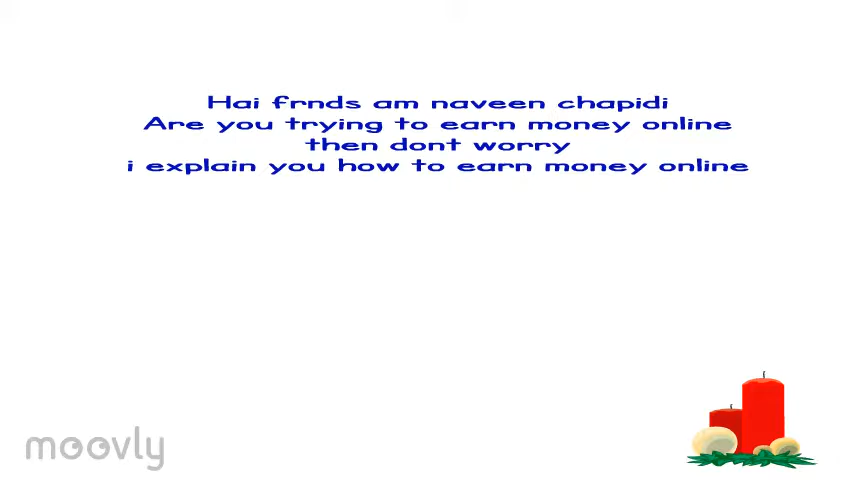 Hai frnds am naveen chapidi
Are you trying to earn money online
then dont worry
i explain you how to earn money online
moovly